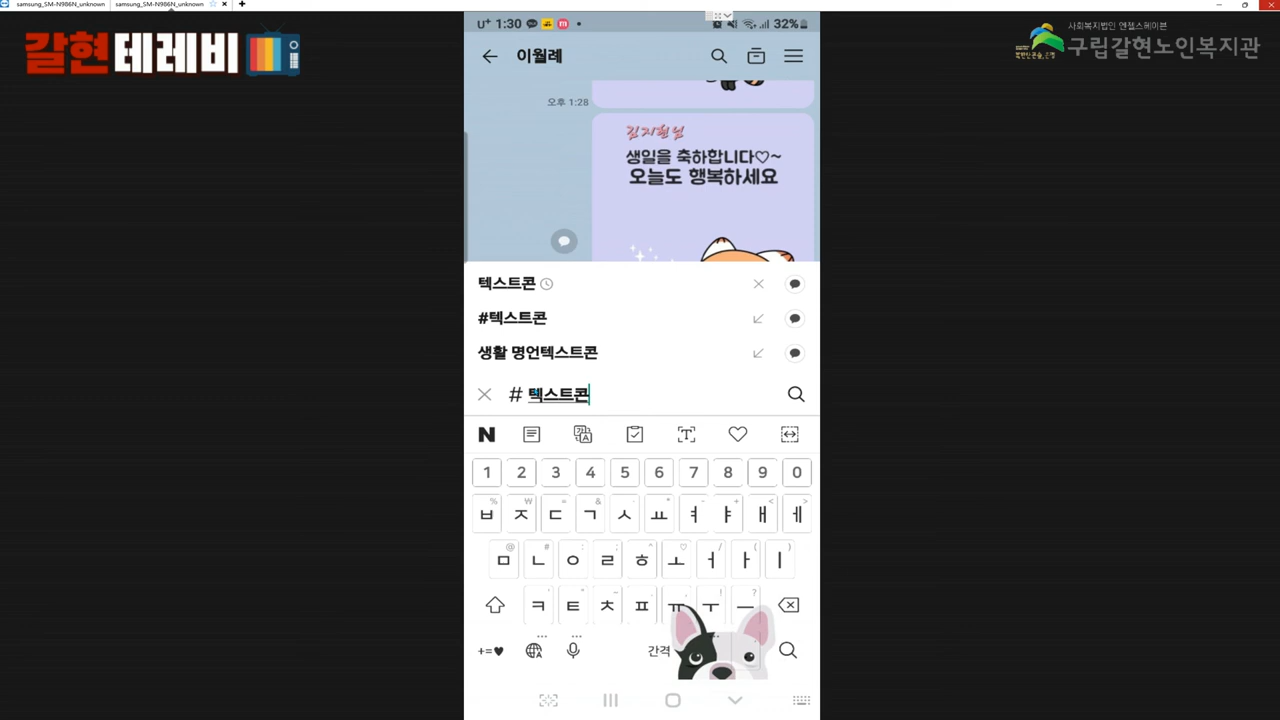 samsung_SM-N986N_unknown
samsung_SM-N986N_unknown
갈현테레비
사회복지법인 엔젤스헤이븐
구립갈현노인복지관
U+ 1:30
32%
이월례
오후 1:28
김지현님
생일을 축하합니다♡~
오늘도 행복하세요
텍스트콘
#텍스트콘
생활 명언텍스트콘
# 텍스트콘
N
1 2 3 4 5 6 7 8 9 0
ㅂ ㅈ ㄷ ㄱ ㅅ ㅛ ㅕ ㅑ ㅐ ㅔ
ㅁ ㄴ ㅇ ㄹ ㅎ ㅗ ㅓ ㅏ ㅣ
ㅋ ㅌ ㅊ ㅍ ㅠ ㅜ ㅡ
+=♥ 간격